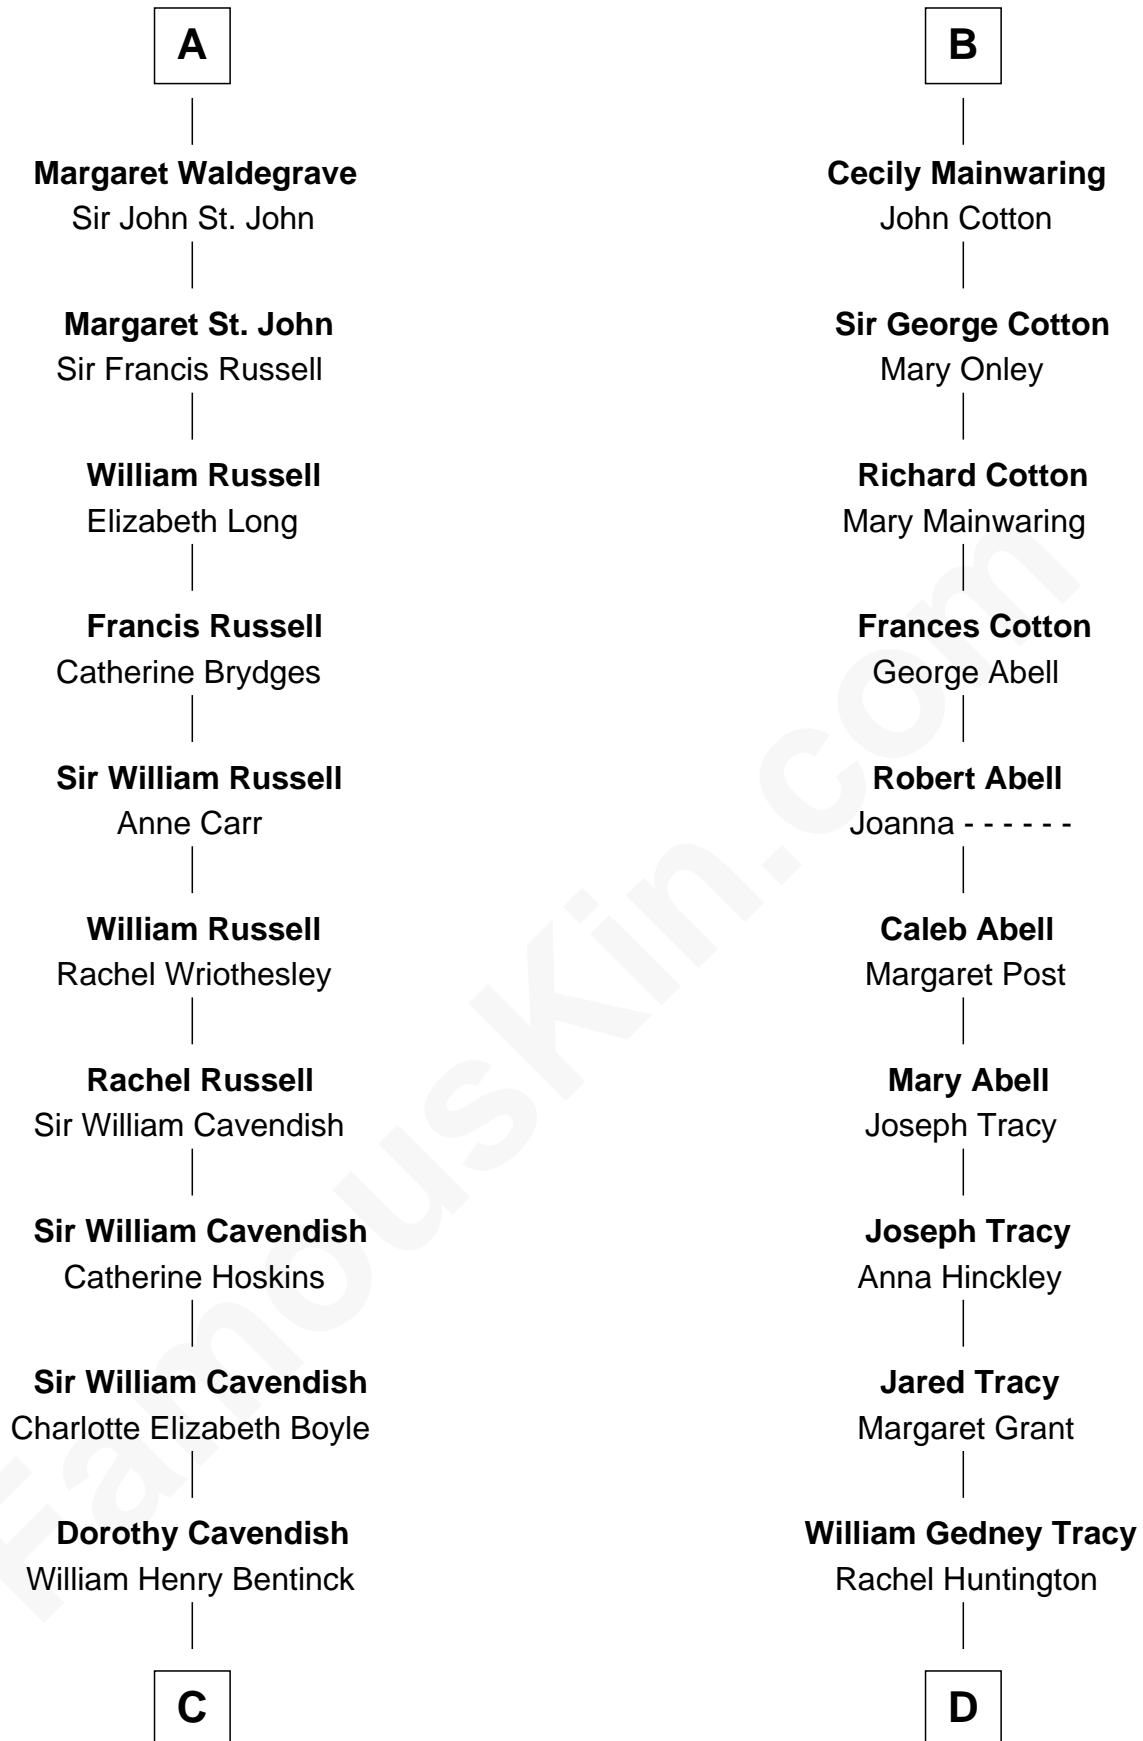 A
Margaret Waldegrave
Sir John St. John
Margaret St. John
Sir Francis Russell
William Russell
Elizabeth Long
Francis Russell
Catherine Brydges
Sir William Russell
Anne Carr
William Russell
Rachel Wriothesley
Rachel Russell
Sir William Cavendish
Sir William Cavendish
Catherine Hoskins
Sir William Cavendish
Charlotte Elizabeth Boyle
Dorothy Cavendish
William Henry Bentinck
C
B
Cecily Mainwaring
John Cotton
Sir George Cotton
Mary Onley
Richard Cotton
Mary Mainwaring
Frances Cotton
George Abell
Robert Abell
Joanna - - - - - -
Caleb Abell
Margaret Post
Mary Abell
Joseph Tracy
Joseph Tracy
Anna Hinckley
Jared Tracy
Margaret Grant
William Gedney Tracy
Rachel Huntington
D
FamousKin.com